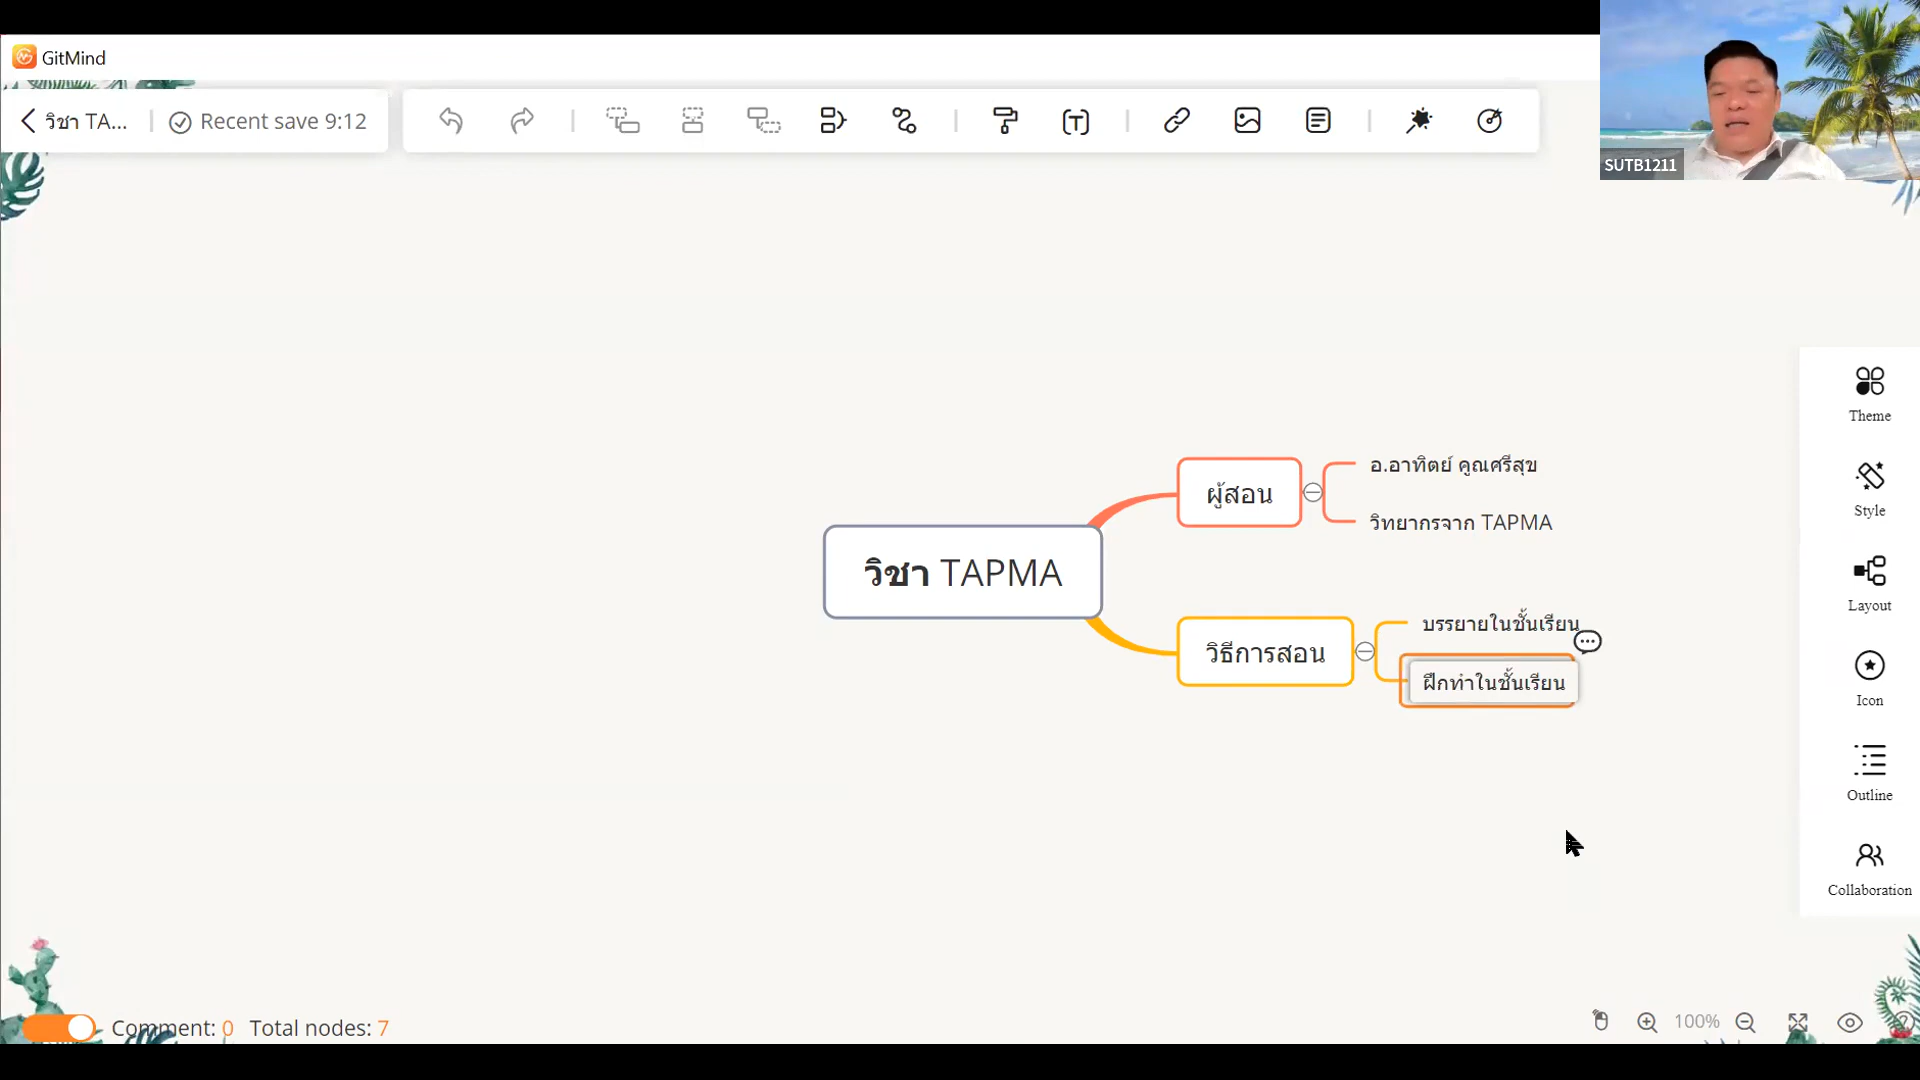 GitMind
วิชา TA...
Recent save 9:12
SUTB1211
Theme
Style
Layout
Icon
Outline
Collaboration
วิชา TAPMA
ผู้สอน
อ.อาทิตย์ คูณศรีสุข
วิทยากรจาก TAPMA
วิธีการสอน
บรรยายในชั้นเรียน
ฝึกทำในชั้นเรียน
Comment: 0 Total nodes: 7
100%